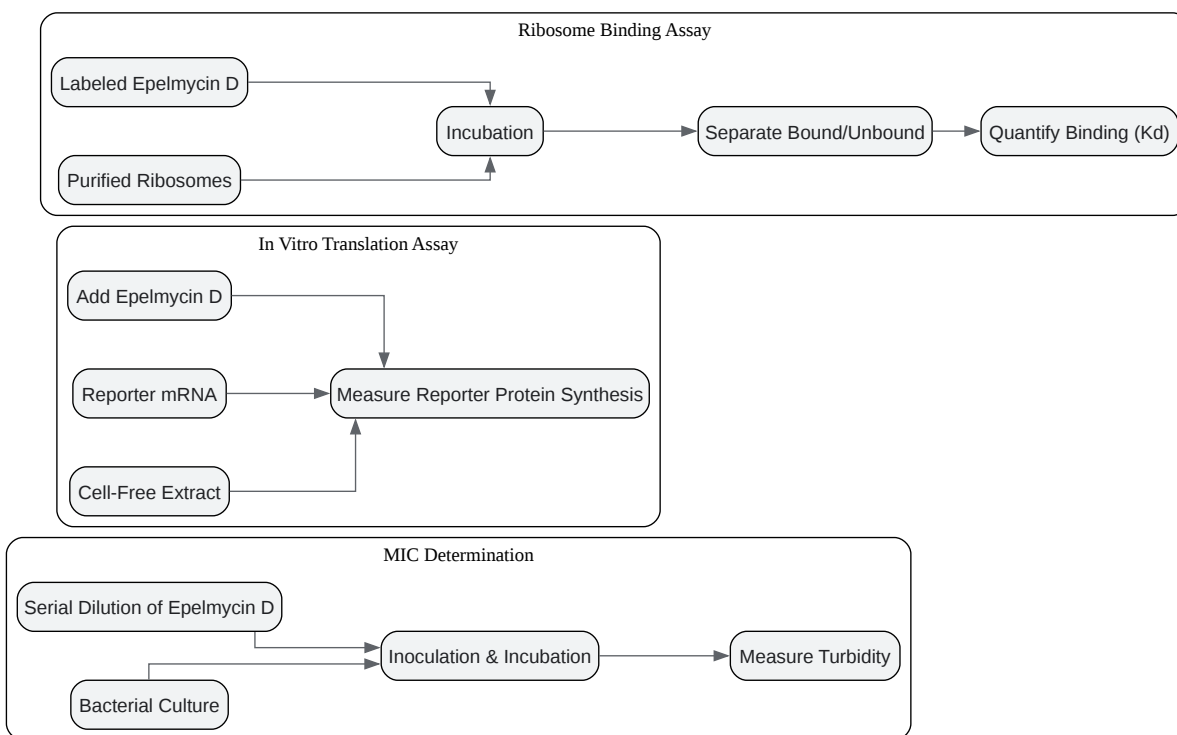 Ribosome Binding Assay
Labeled Epelmycin D
Incubation
Separate Bound/Unbound
Quantify Binding (Kd)
Purified Ribosomes
In Vitro Translation Assay
Add Epelmycin D
Reporter mRNA
Measure Reporter Protein Synthesis
Cell-Free Extract
MIC Determination
Serial Dilution of Epelmycin D
Inoculation & Incubation
Measure Turbidity
Bacterial Culture